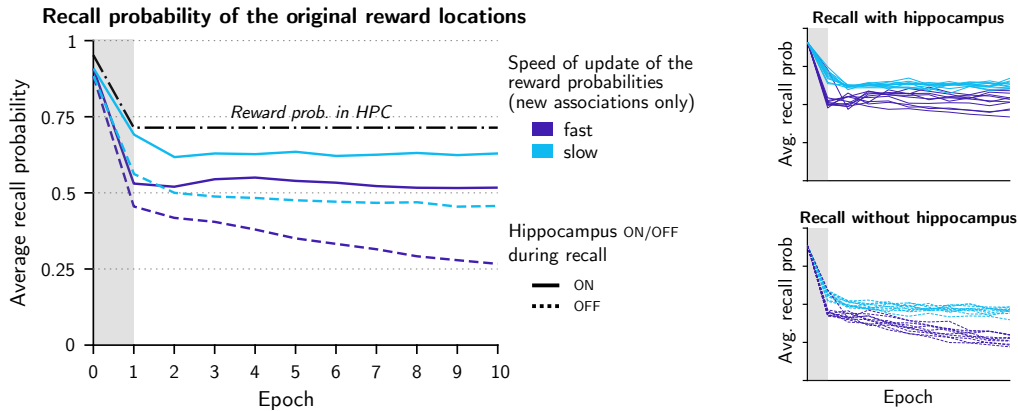 Recall probability of the original reward locations
1
0.75
0.5
0.25
0
Average recall probability
Reward prob. in HPC
0 1 2 3 4 5 6 7 8 9 10
Epoch
Speed of update of the
reward probabilities
(new associations only)
fast
slow
Hippocampus ON/OFF
during recall
ON
OFF
Recall with hippocampus
Avg. recall prob
Recall without hippocampus
Avg. recall prob
Epoch